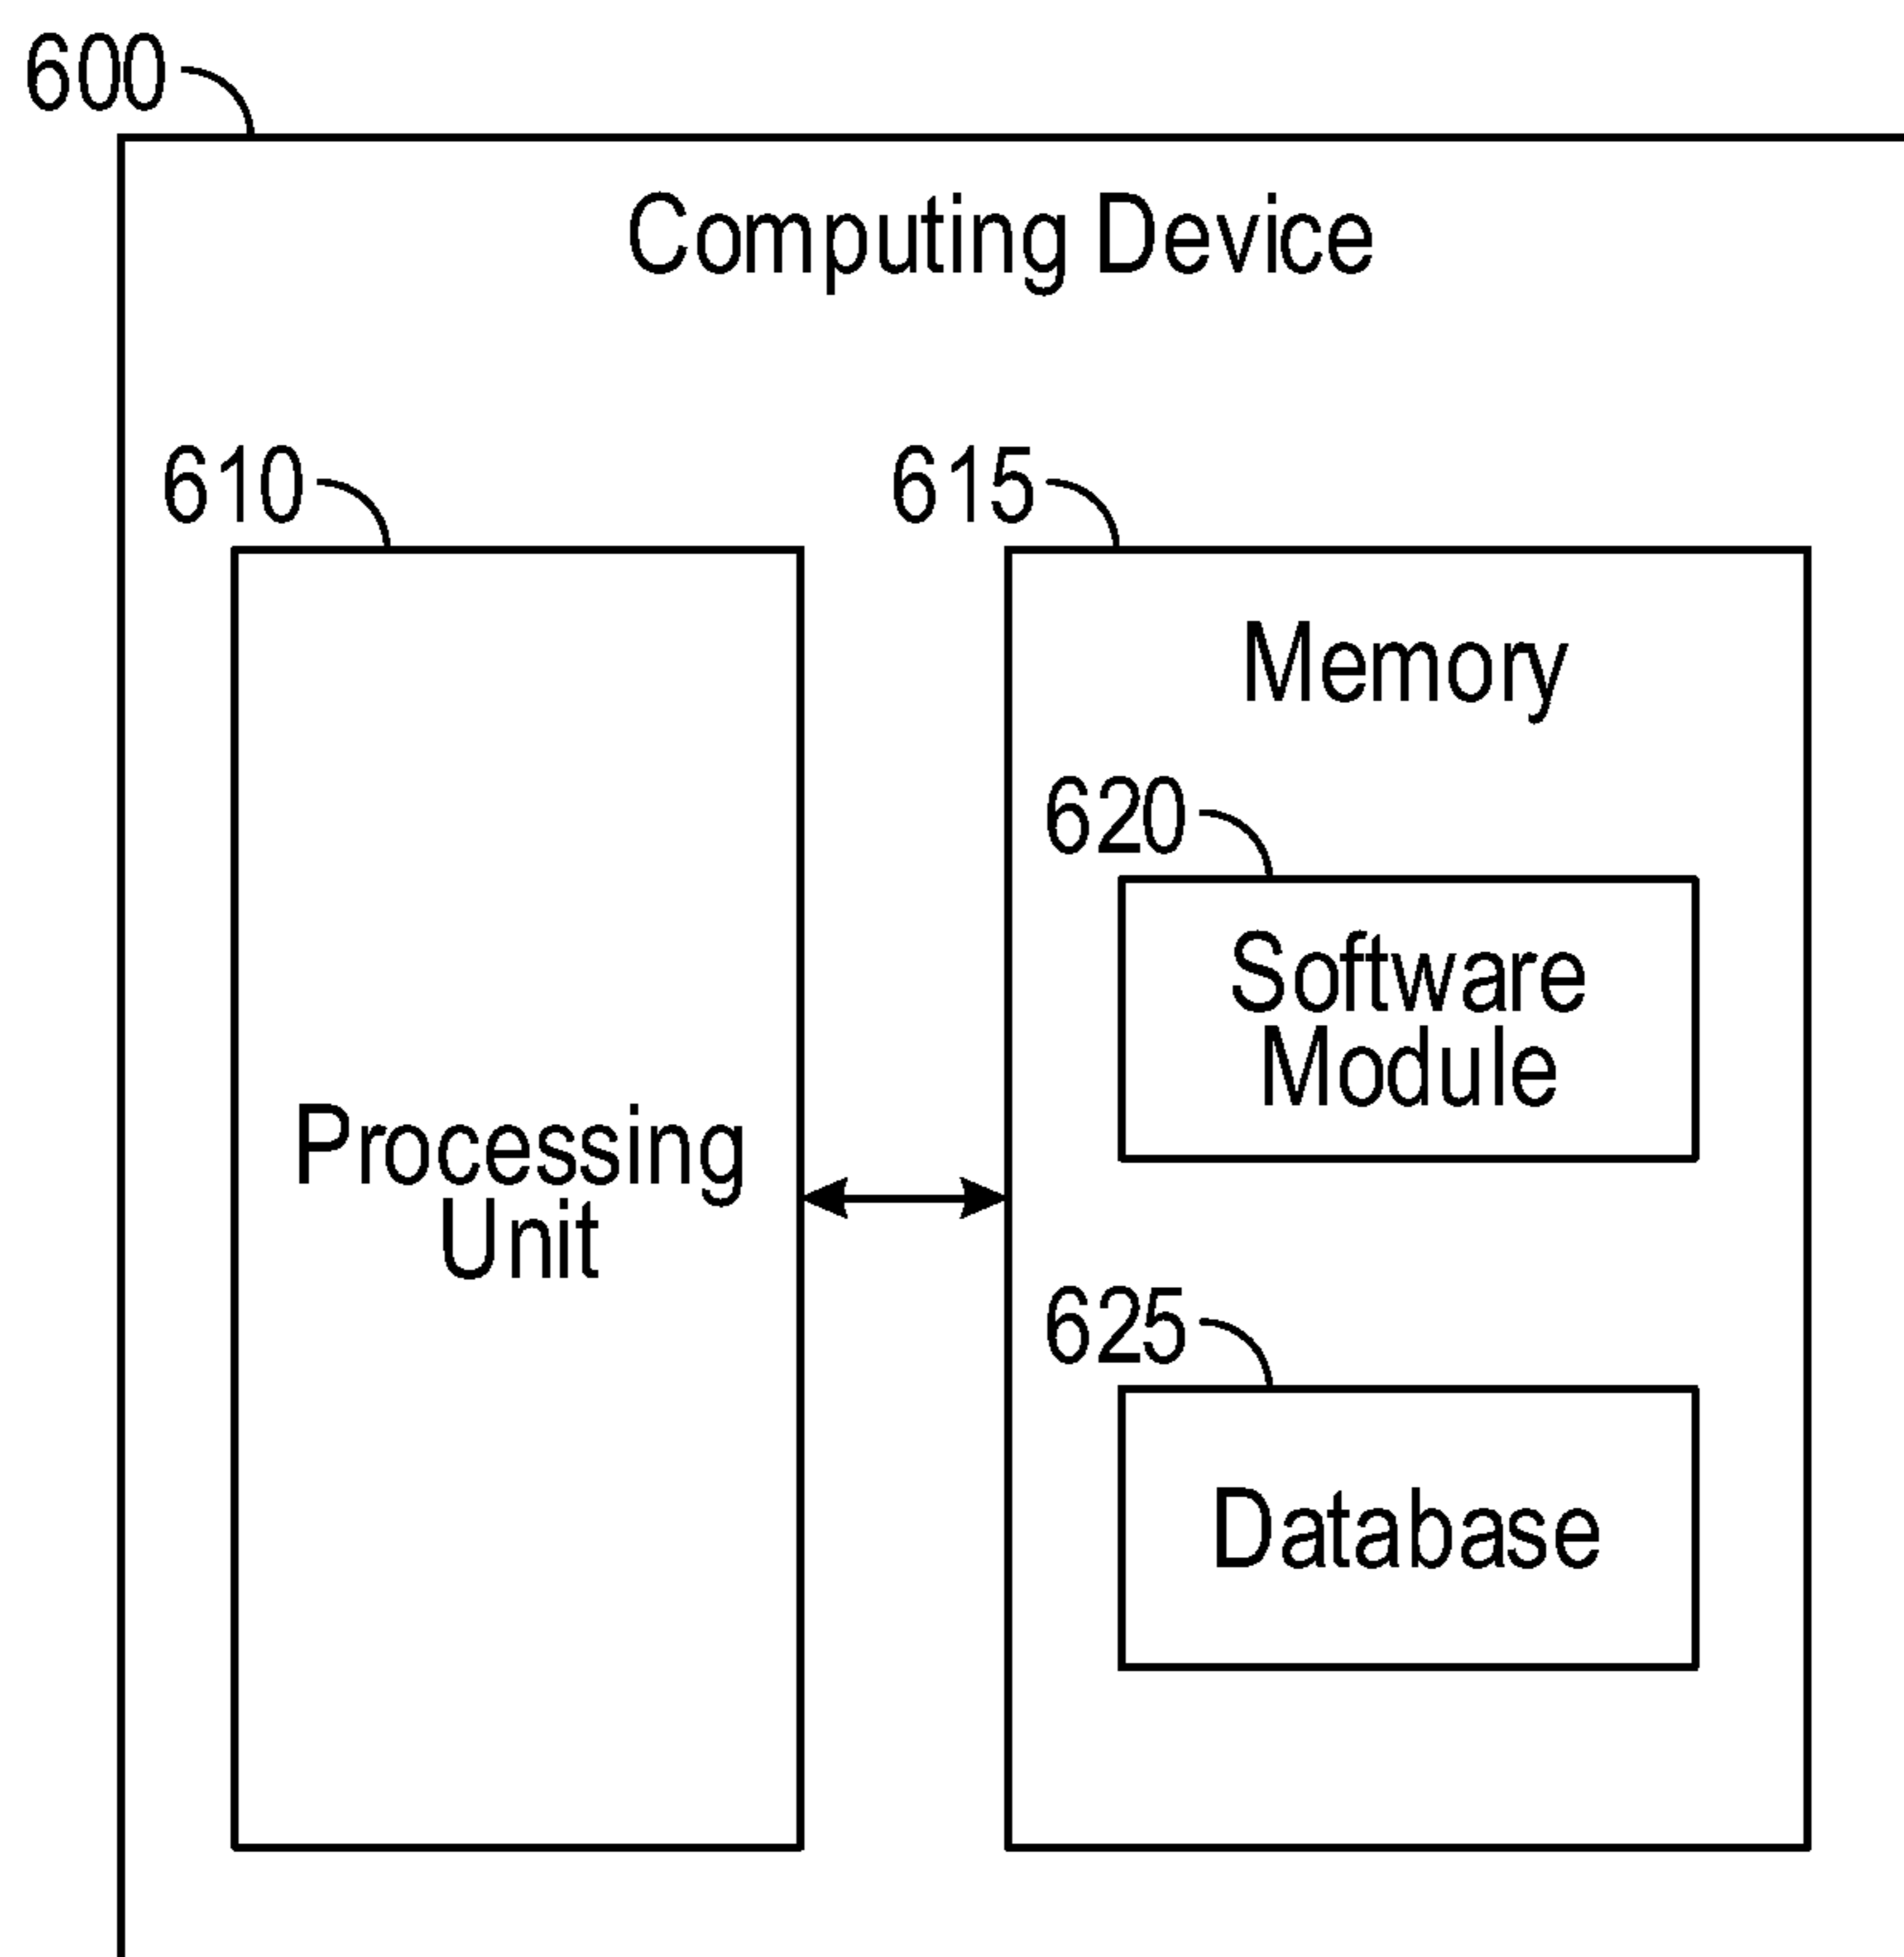 600
Computing Device
610
615
Memory
620
Software
Module
Processing
Unit
625
Database